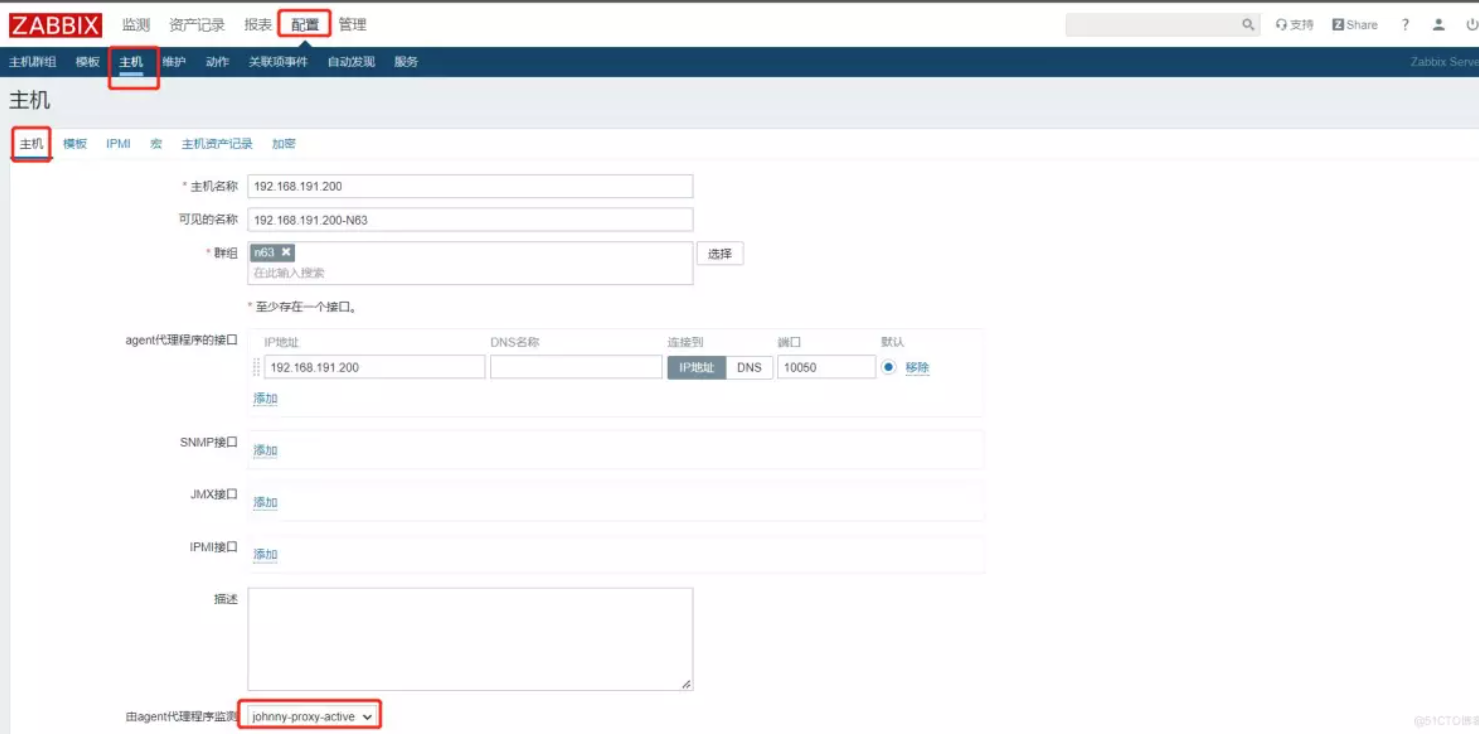 ZABBIX 监测 资产记录 报表 配置 管理 支持 Z Share ?
主机群组 模板 主机 维护 动作 关联项事件 自动发现 服务 Zabbix Serve
主机
主机 模板 IPMI 宏 主机资产记录 加密
* 主机名称 192.168.191.200
可见的名称 192.168.191.200-N63
* 群组 n63 ✖ 选择
在此输入搜索
* 至少存在一个接口。
agent代理程序的接口 IP地址 DNS名称 连接到 端口 默认
192.168.191.200 IP地址 DNS 10050 移除
添加
SNMP接口 添加
JMX接口 添加
IPMI接口 添加
描述
由agent代理程序监测 johnny-proxy-active
@51CTO博客